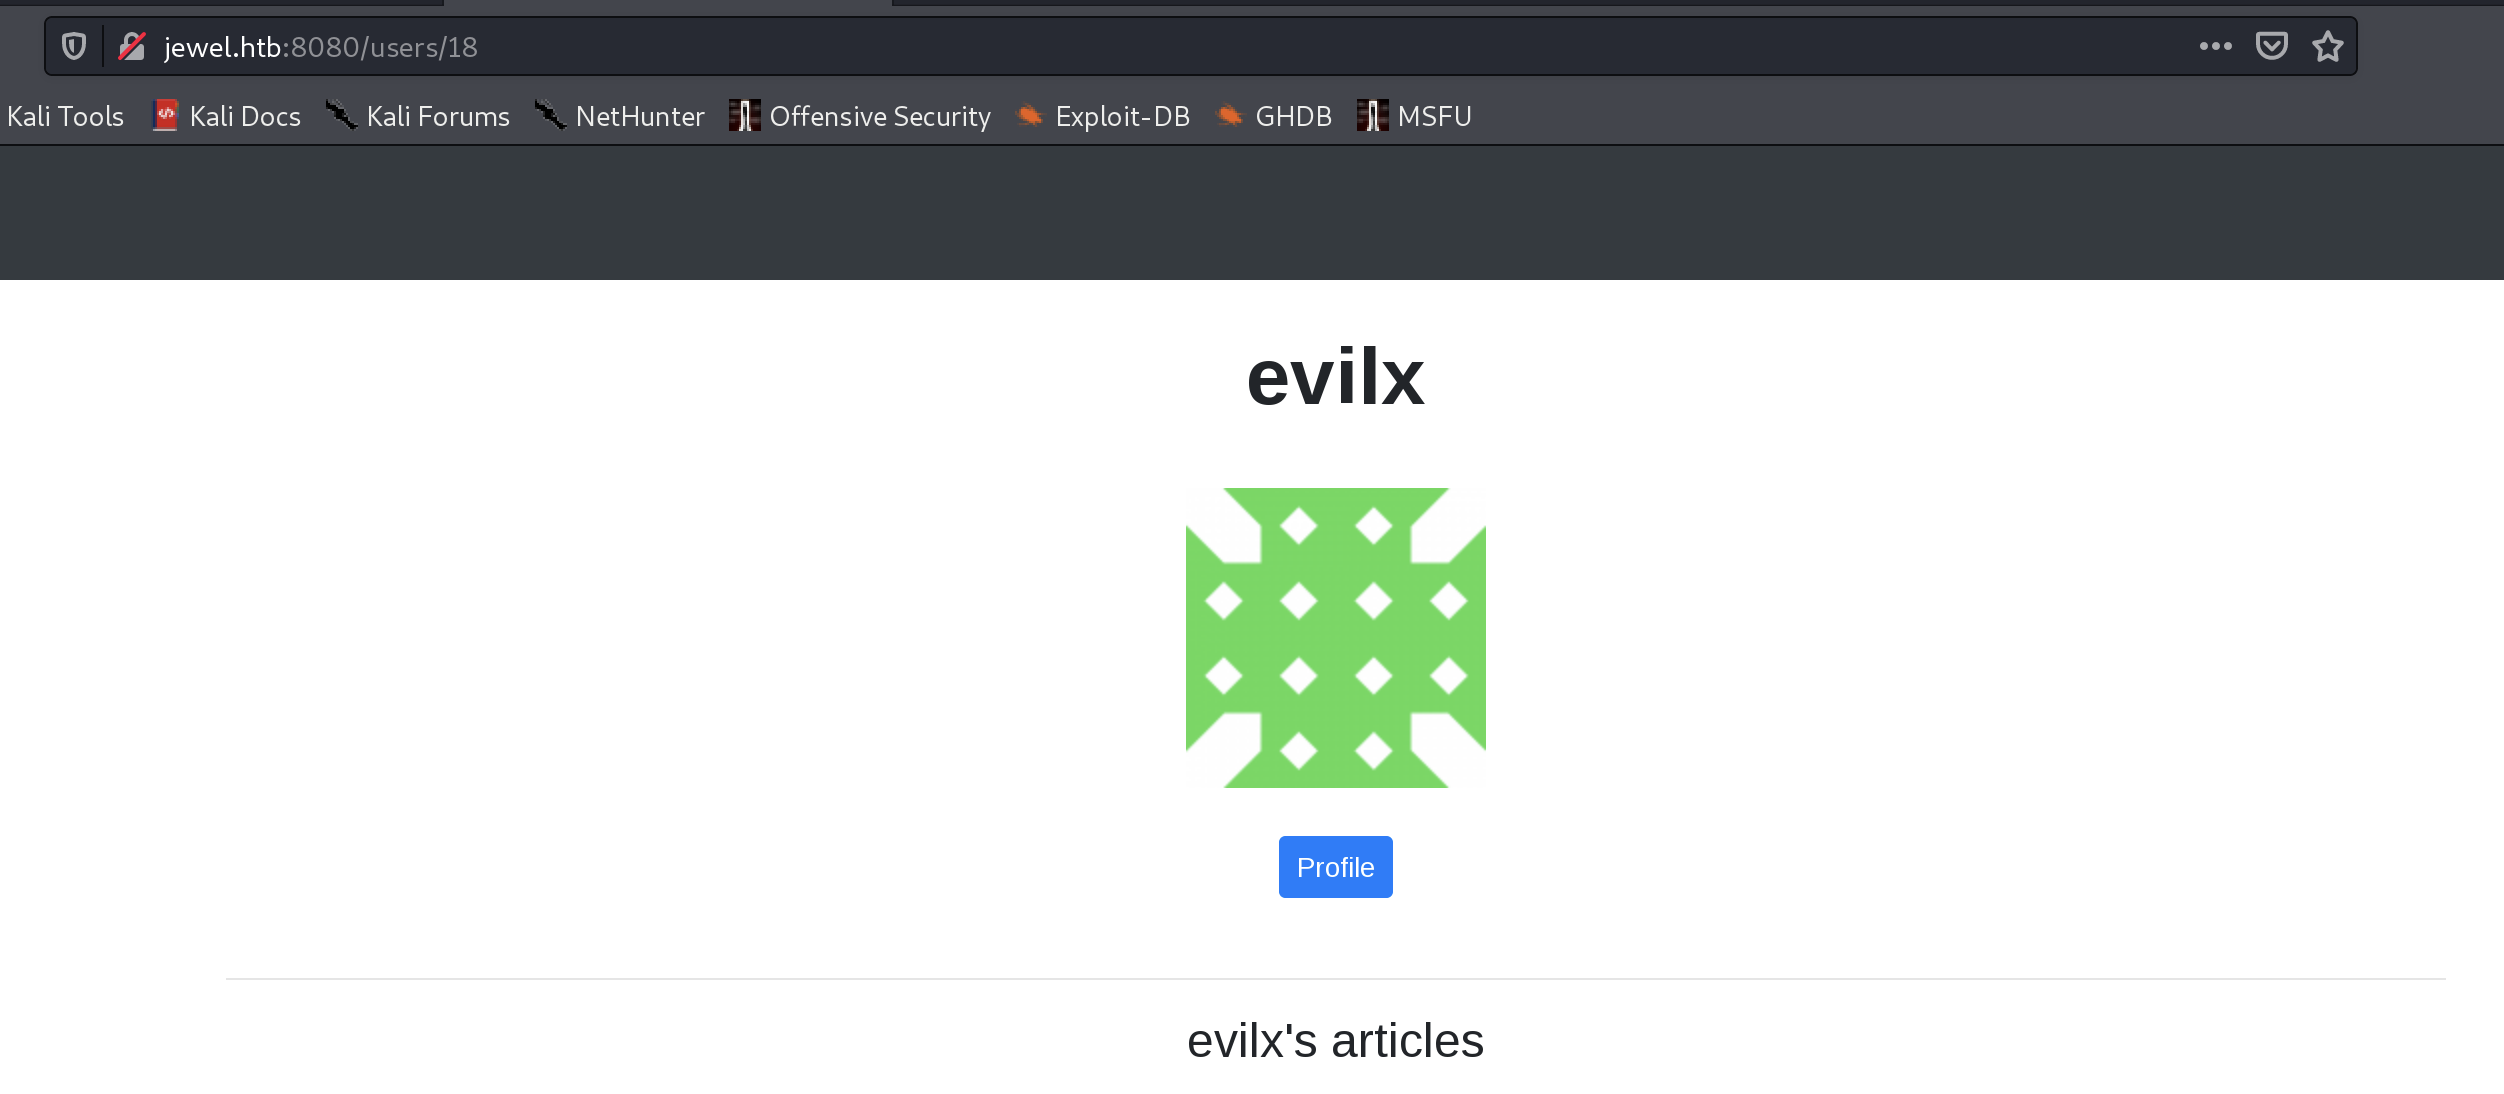 jewel.htb:8080/users/18
Kali Tools Kali Docs Kali Forums NetHunter Offensive Security Exploit-DB GHDB MSFU
evilx
Profile
evilx's articles